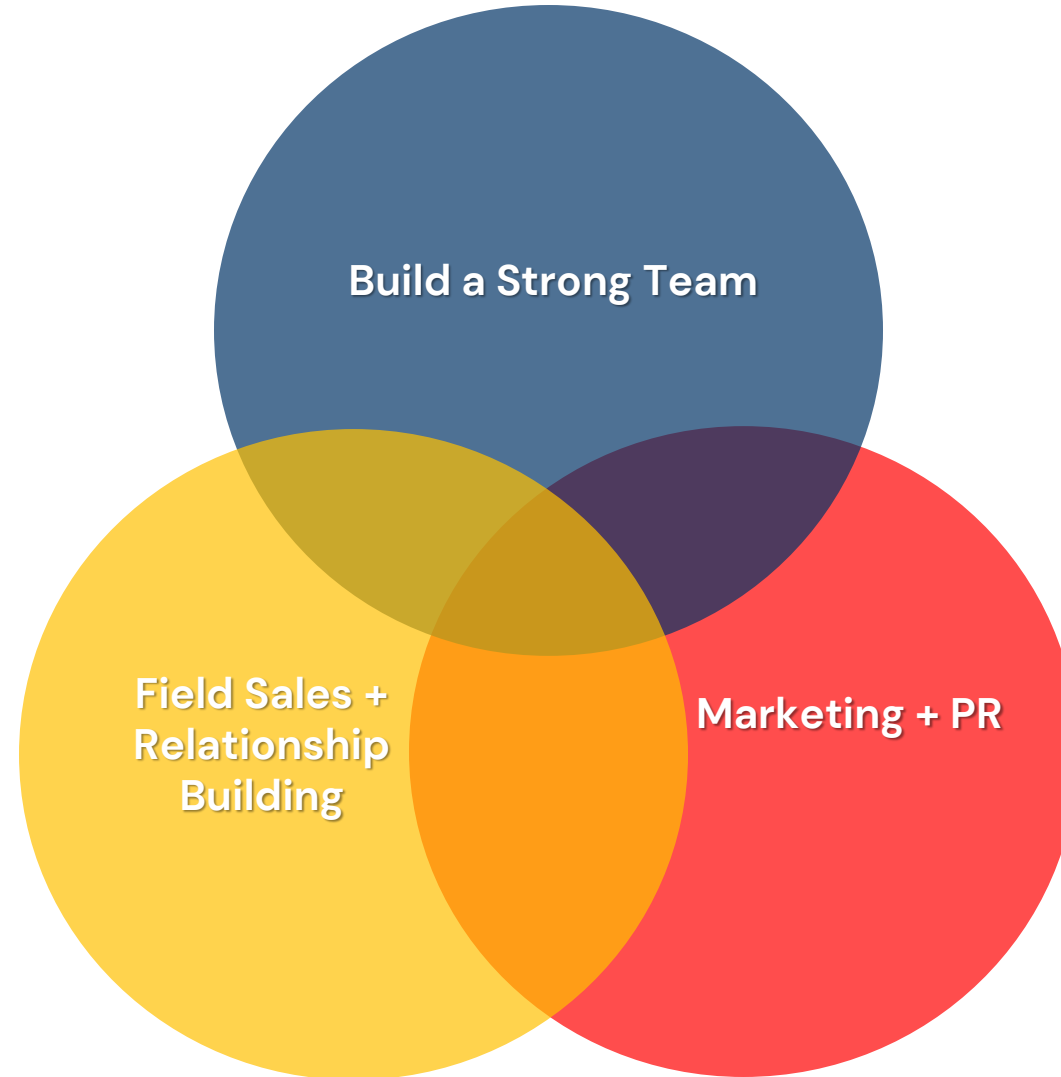 Build a Strong Team
Field Sales +
Relationship
Building
Marketing + PR